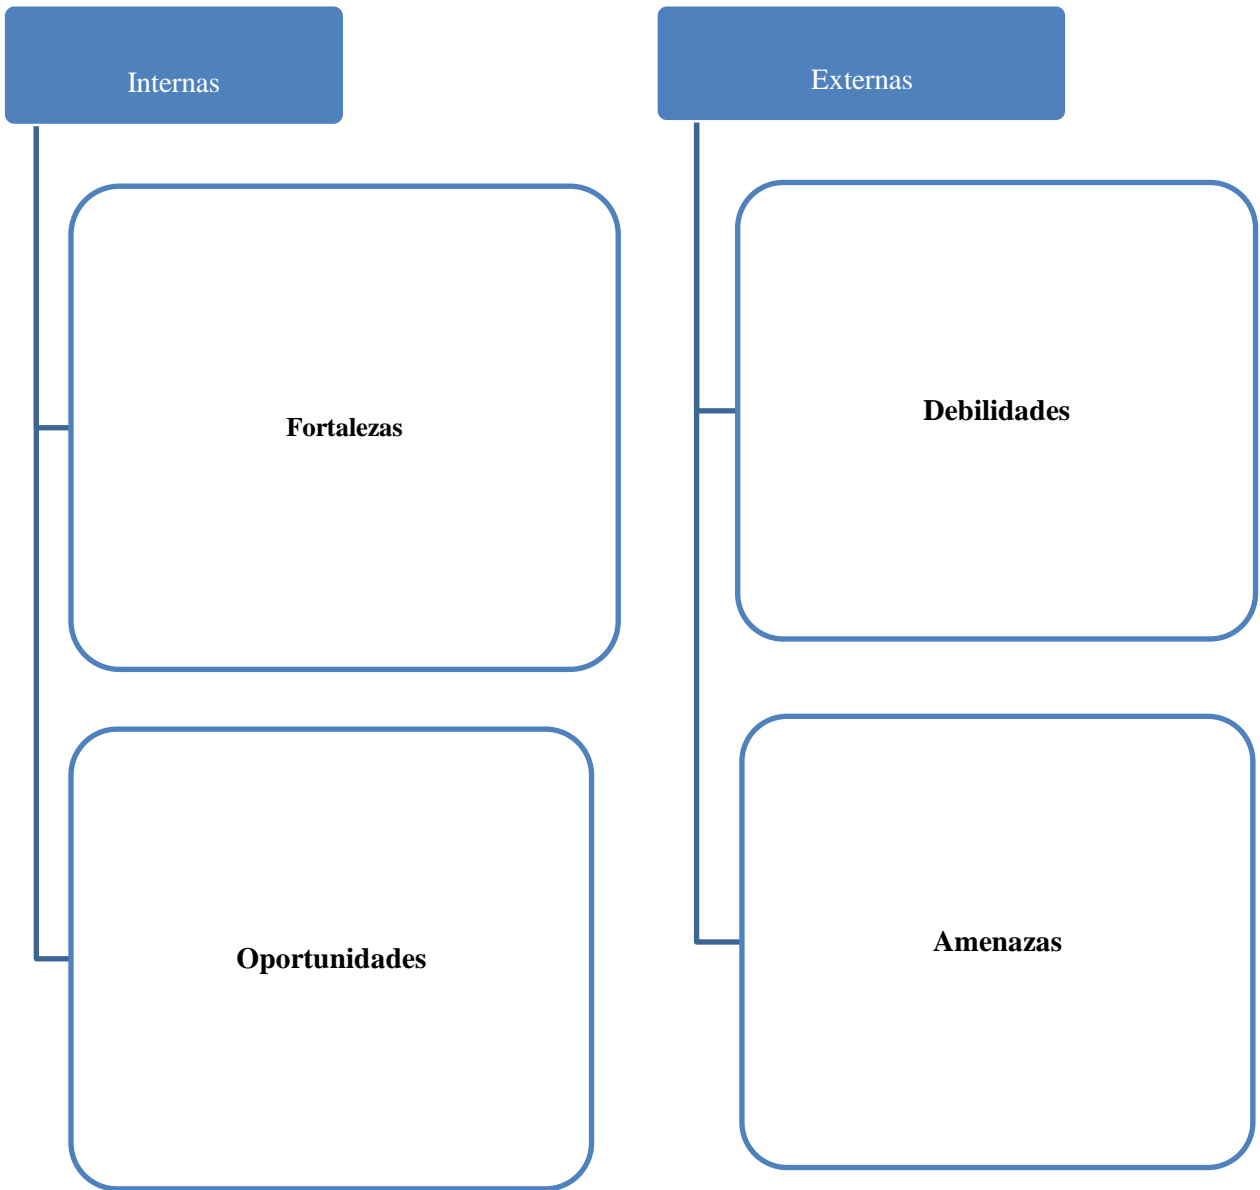 Internas
Fortalezas
Oportunidades
Externas
Debilidades
Amenazas